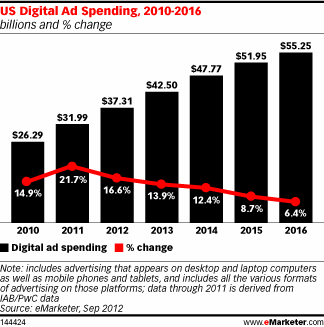 US Digital Ad Spending, 2010-2016
billions and % change
$26.29
$31.99
$37.31
$42.50
$47.77
$51.95
$55.25
14.9%
21.7%
16.6%
13.9%
12.4%
8.7%
6.4%
2010 2011 2012 2013 2014 2015 2016
Digital ad spending % change
Note: includes advertising that appears on desktop and laptop computers
as well as mobile phones and tablets, and includes all the various formats
of advertising on those platforms; data through 2011 is derived from
IAB/PwC data
Source: eMarketer, Sep 2012
144424 www.eMarketer.com